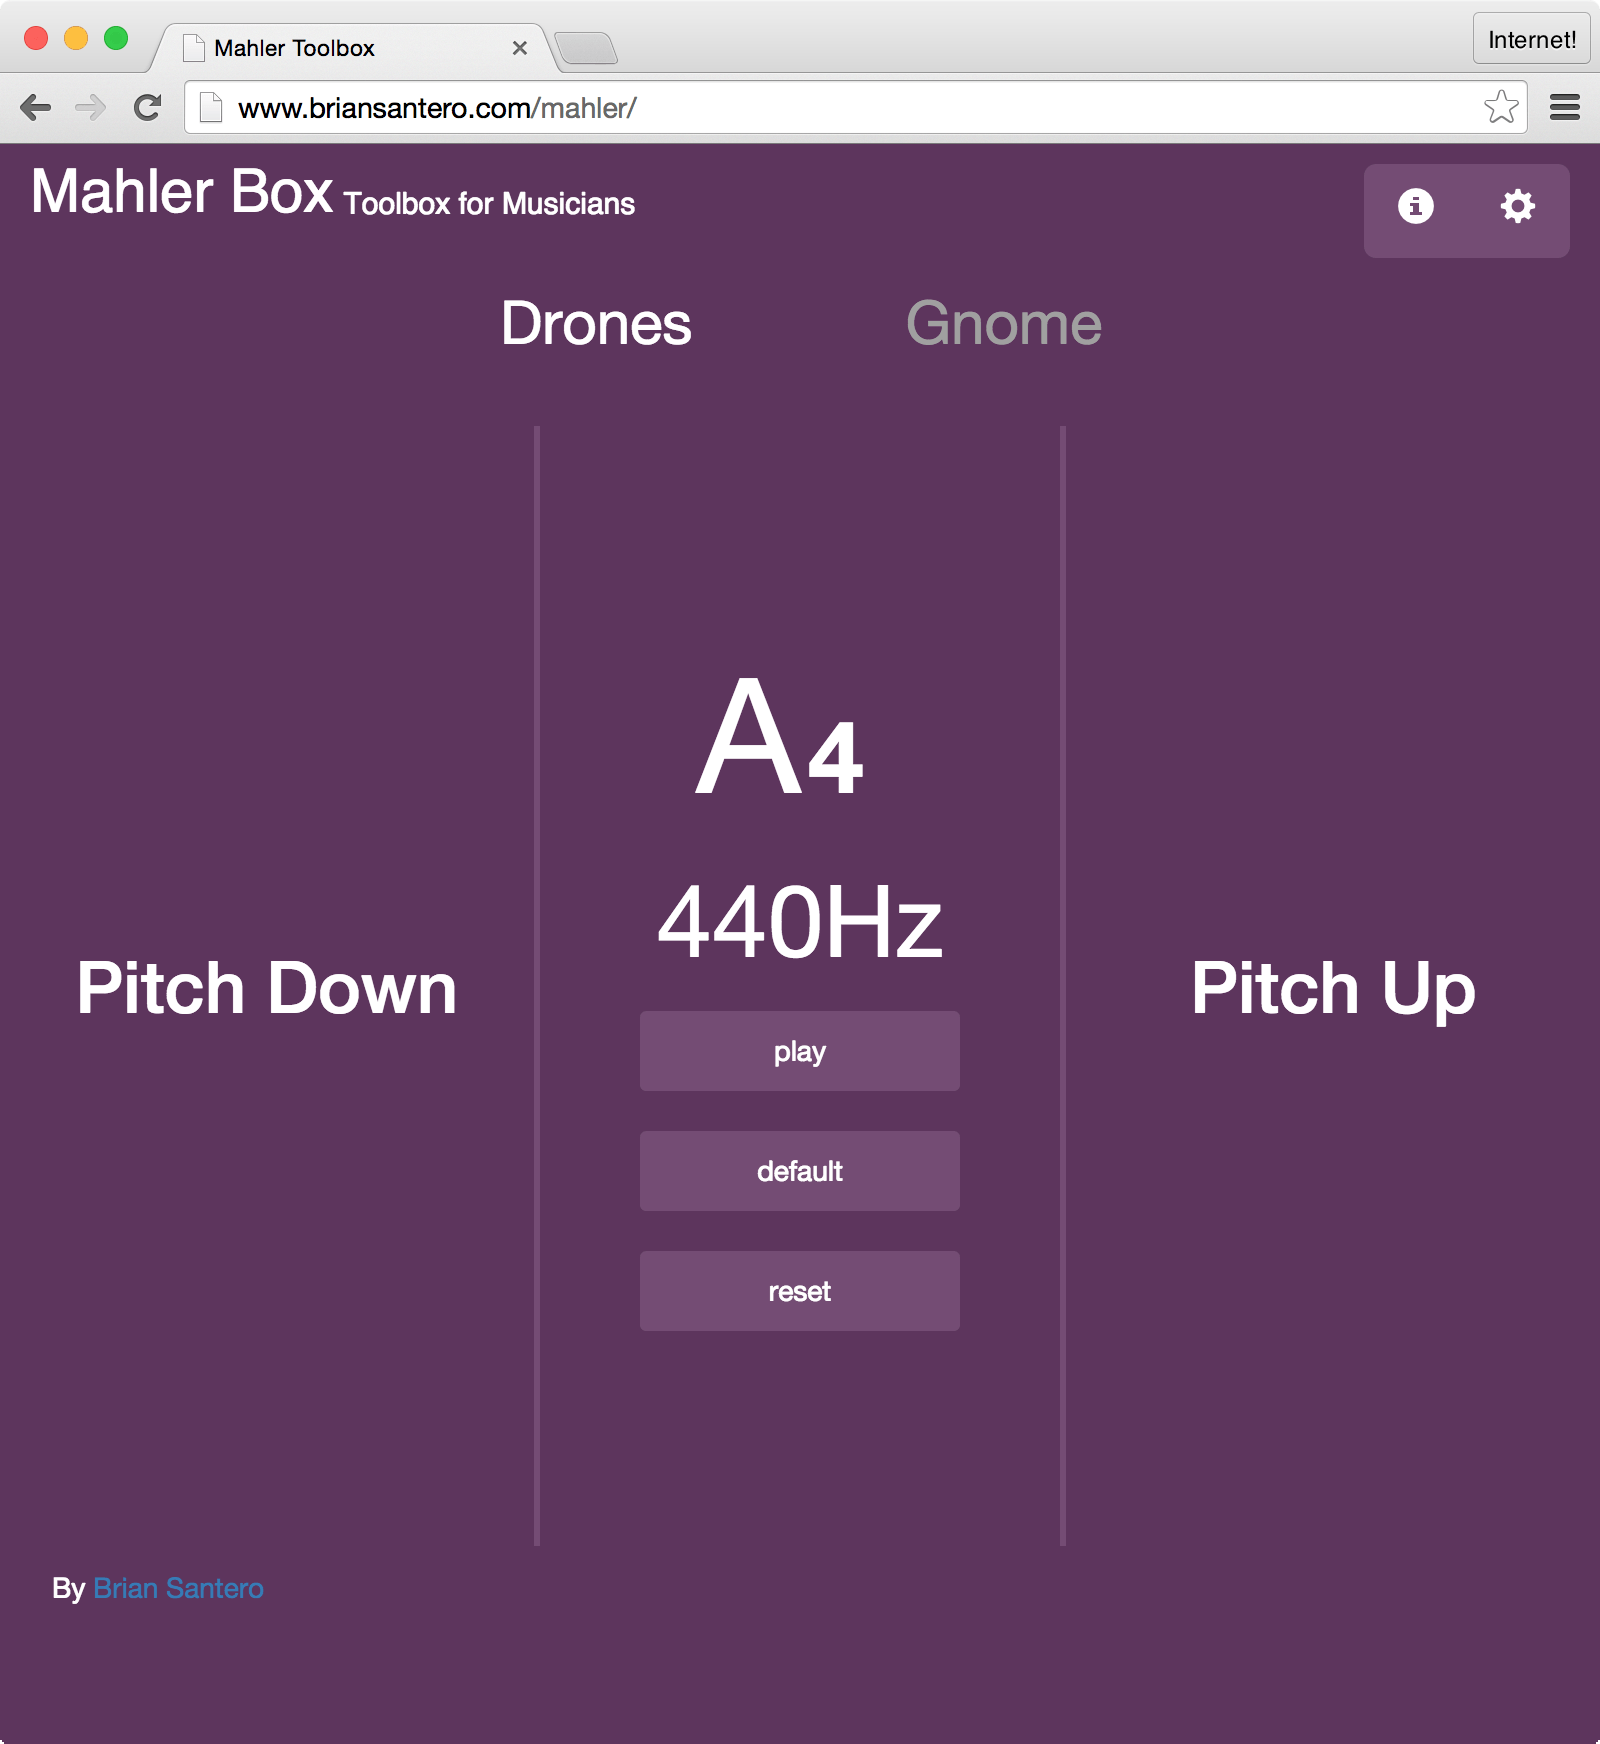 Mahler Toolbox
Internet!
www.briansantero.com/mahler/
Mahler Box Toolbox for Musicians
Drones Gnome
A4
440Hz
Pitch Down
Pitch Up
play
default
reset
By Brian Santero